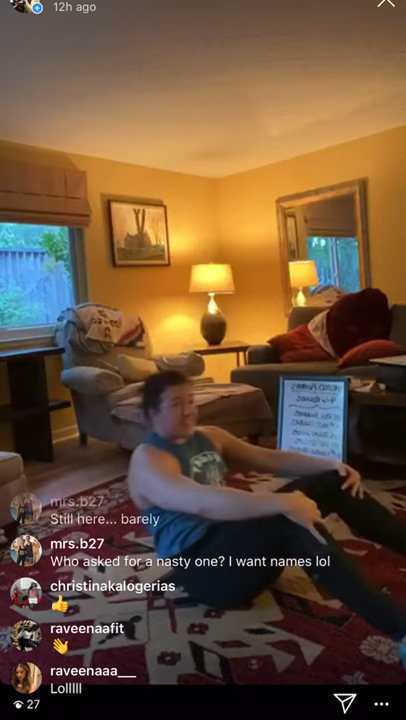 12h ago
mrs.b27
Still here... barely
mrs.b27
Who asked for a nasty one? I want names lol
christinakalogerias
👍
raveenaafit
👋
raveenaaa__
Lolllll
27